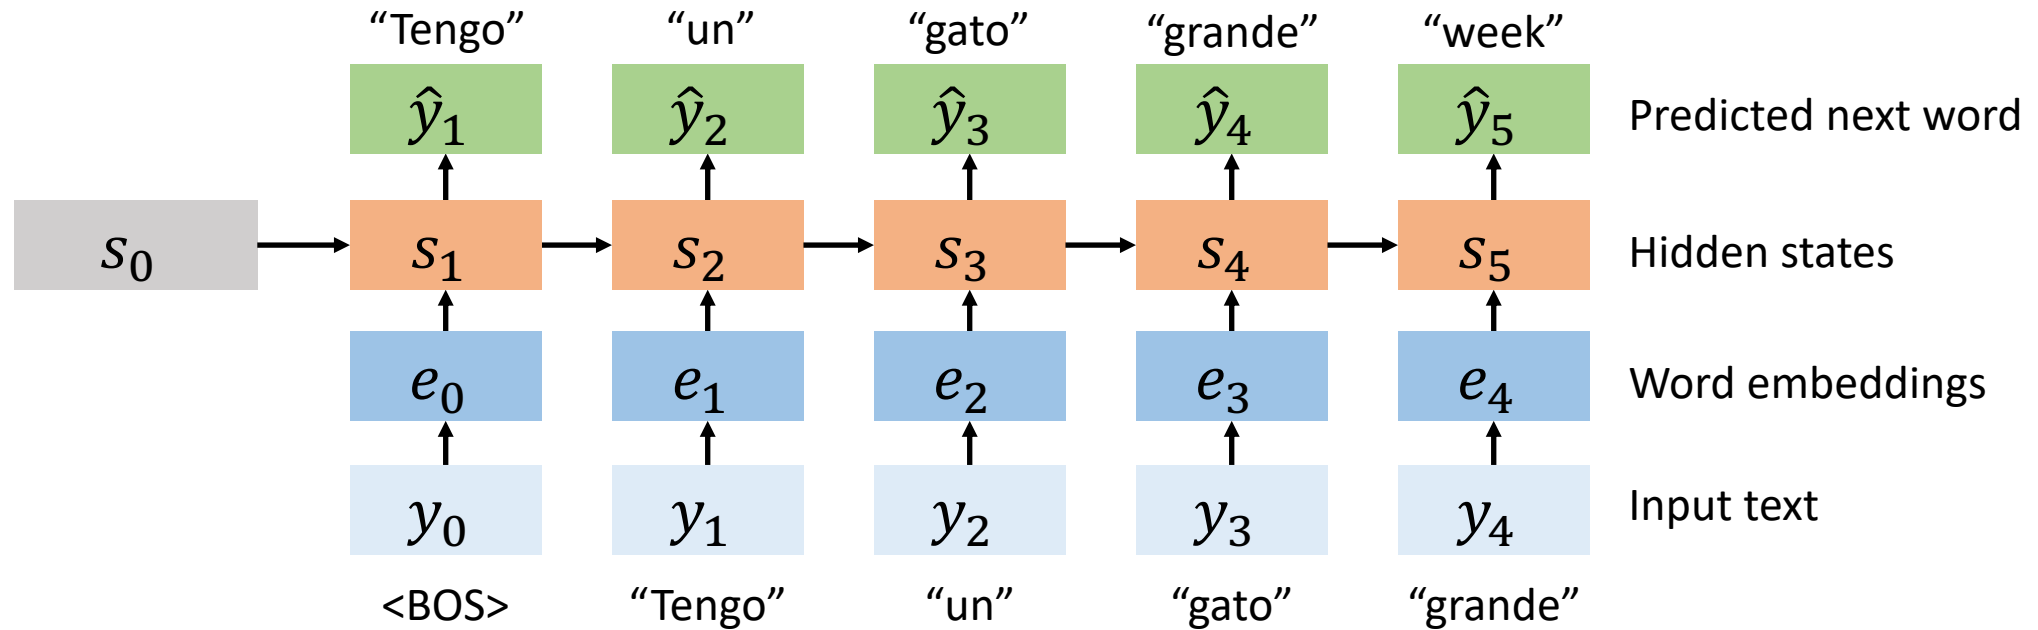 “Tengo” “un” “gato” “grande” “week”
ŷ₁ ŷ₂ ŷ₃ ŷ₄ ŷ₅ Predicted next word
s₀ s₁ s₂ s₃ s₄ s₅ Hidden states
e₀ e₁ e₂ e₃ e₄ Word embeddings
y₀ y₁ y₂ y₃ y₄ Input text
<BOS> “Tengo” “un” “gato” “grande”